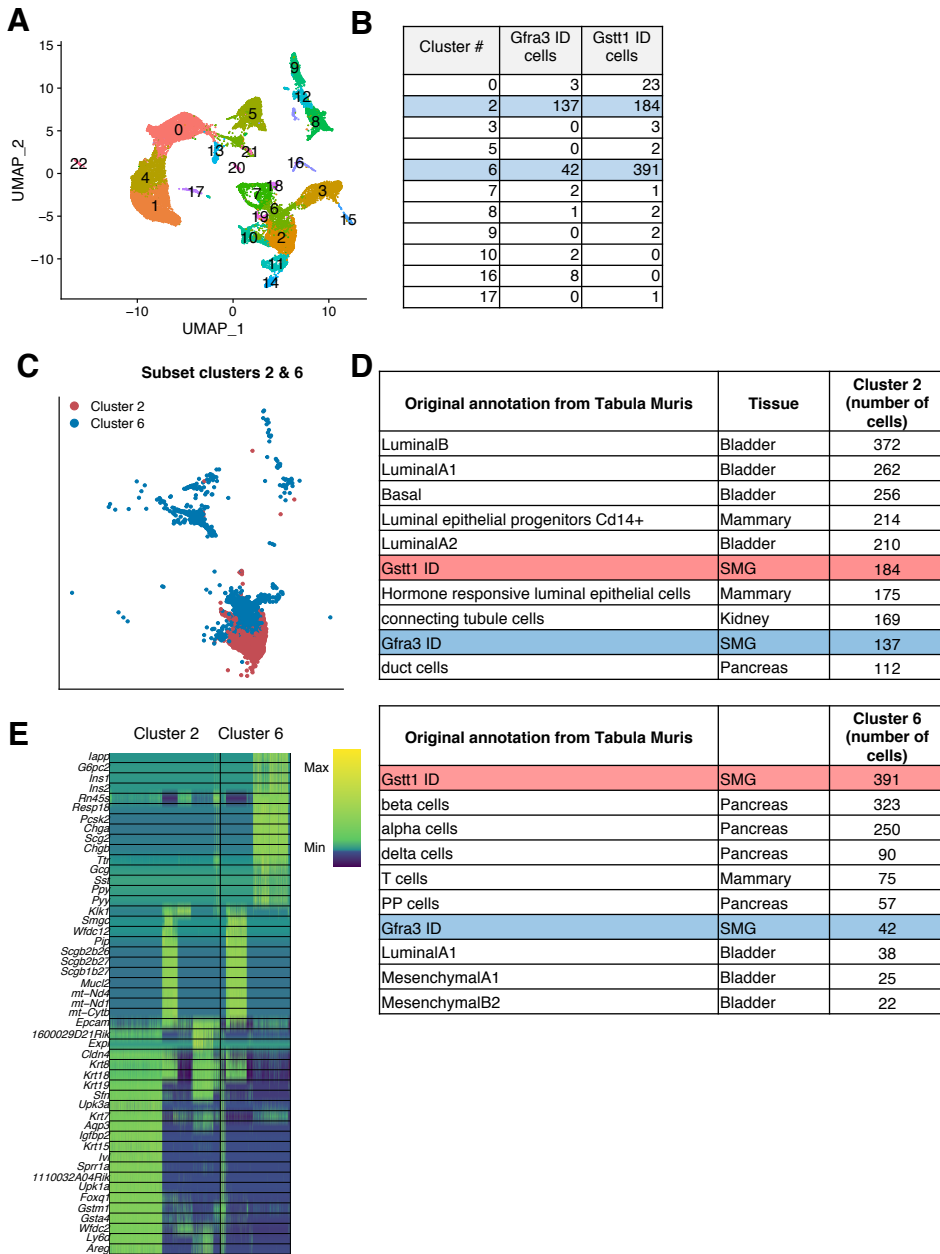 A
15
10
5
0
−5
−10
−10
0
10
UMAP_2
UMAP_1
9
12
5
8
0
13
21
16
22
20
4
17
18
7
3
1
6
19
15
10
2
11
14
B
Cluster # Gfra3 ID cells Gstt1 ID cells
0 3 23
2 137 184
3 0 3
5 0 2
6 42 391
7 2 1
8 1 2
9 0 2
10 2 0
16 8 0
17 0 1
C
Subset clusters 2 & 6
Cluster 2
Cluster 6
D
Original annotation from Tabula Muris Tissue Cluster 2 (number of cells)
LuminalB Bladder 372
LuminalA1 Bladder 262
Basal Bladder 256
Luminal epithelial progenitors Cd14+ Mammary 214
LuminalA2 Bladder 210
Gstt1 ID SMG 184
Hormone responsive luminal epithelial cells Mammary 175
connecting tubule cells Kidney 169
Gfra3 ID SMG 137
duct cells Pancreas 112
Original annotation from Tabula Muris Cluster 6 (number of cells)
Gstt1 ID SMG 391
beta cells Pancreas 323
alpha cells Pancreas 250
delta cells Pancreas 90
T cells Mammary 75
PP cells Pancreas 57
Gfra3 ID SMG 42
LuminalA1 Bladder 38
MesenchymalA1 Bladder 25
MesenchymalB2 Bladder 22
E
Cluster 2 Cluster 6
Max
Min
Iapp
G6pc2
Ins1
Ins2
Rn45s
Resp18
Pcsk2
Chga
Scg2
Chgb
Ttr
Gcg
Sst
Ppy
Pyy
Klk1
Smgc
Wfdc12
Pip
Scgb2b26
Scgb2b27
Scgb1b27
Mucl2
mt−Nd4
mt−Nd1
mt−Cytb
Epcam
1600029D21Rik
Expi
Cldn4
Krt8
Krt18
Krt19
Sfn
Upk3a
Krt7
Aqp3
Igfbp2
Krt15
Ivl
Sprr1a
1110032A04Rik
Upk1a
Foxq1
Gstm1
Gsta4
Wfdc2
Ly6d
Areg